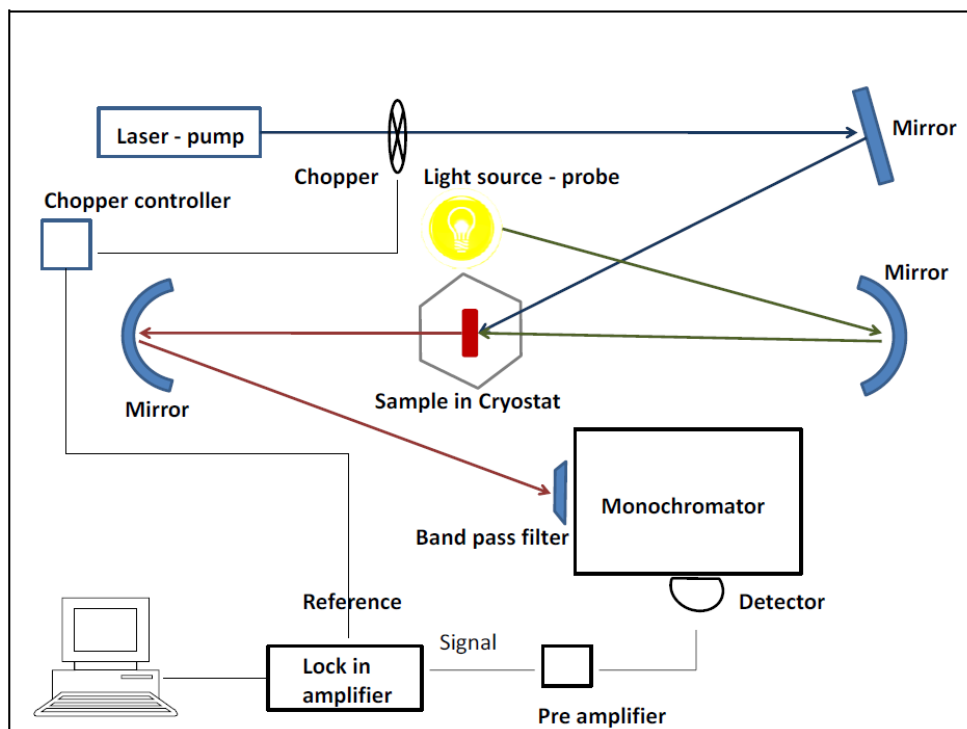 Laser - pump
Mirror
Chopper
Light source - probe
Chopper controller
Mirror
Mirror
Sample in Cryostat
Monochromator
Band pass filter
Reference
Detector
Signal
Lock in
amplifier
Pre amplifier